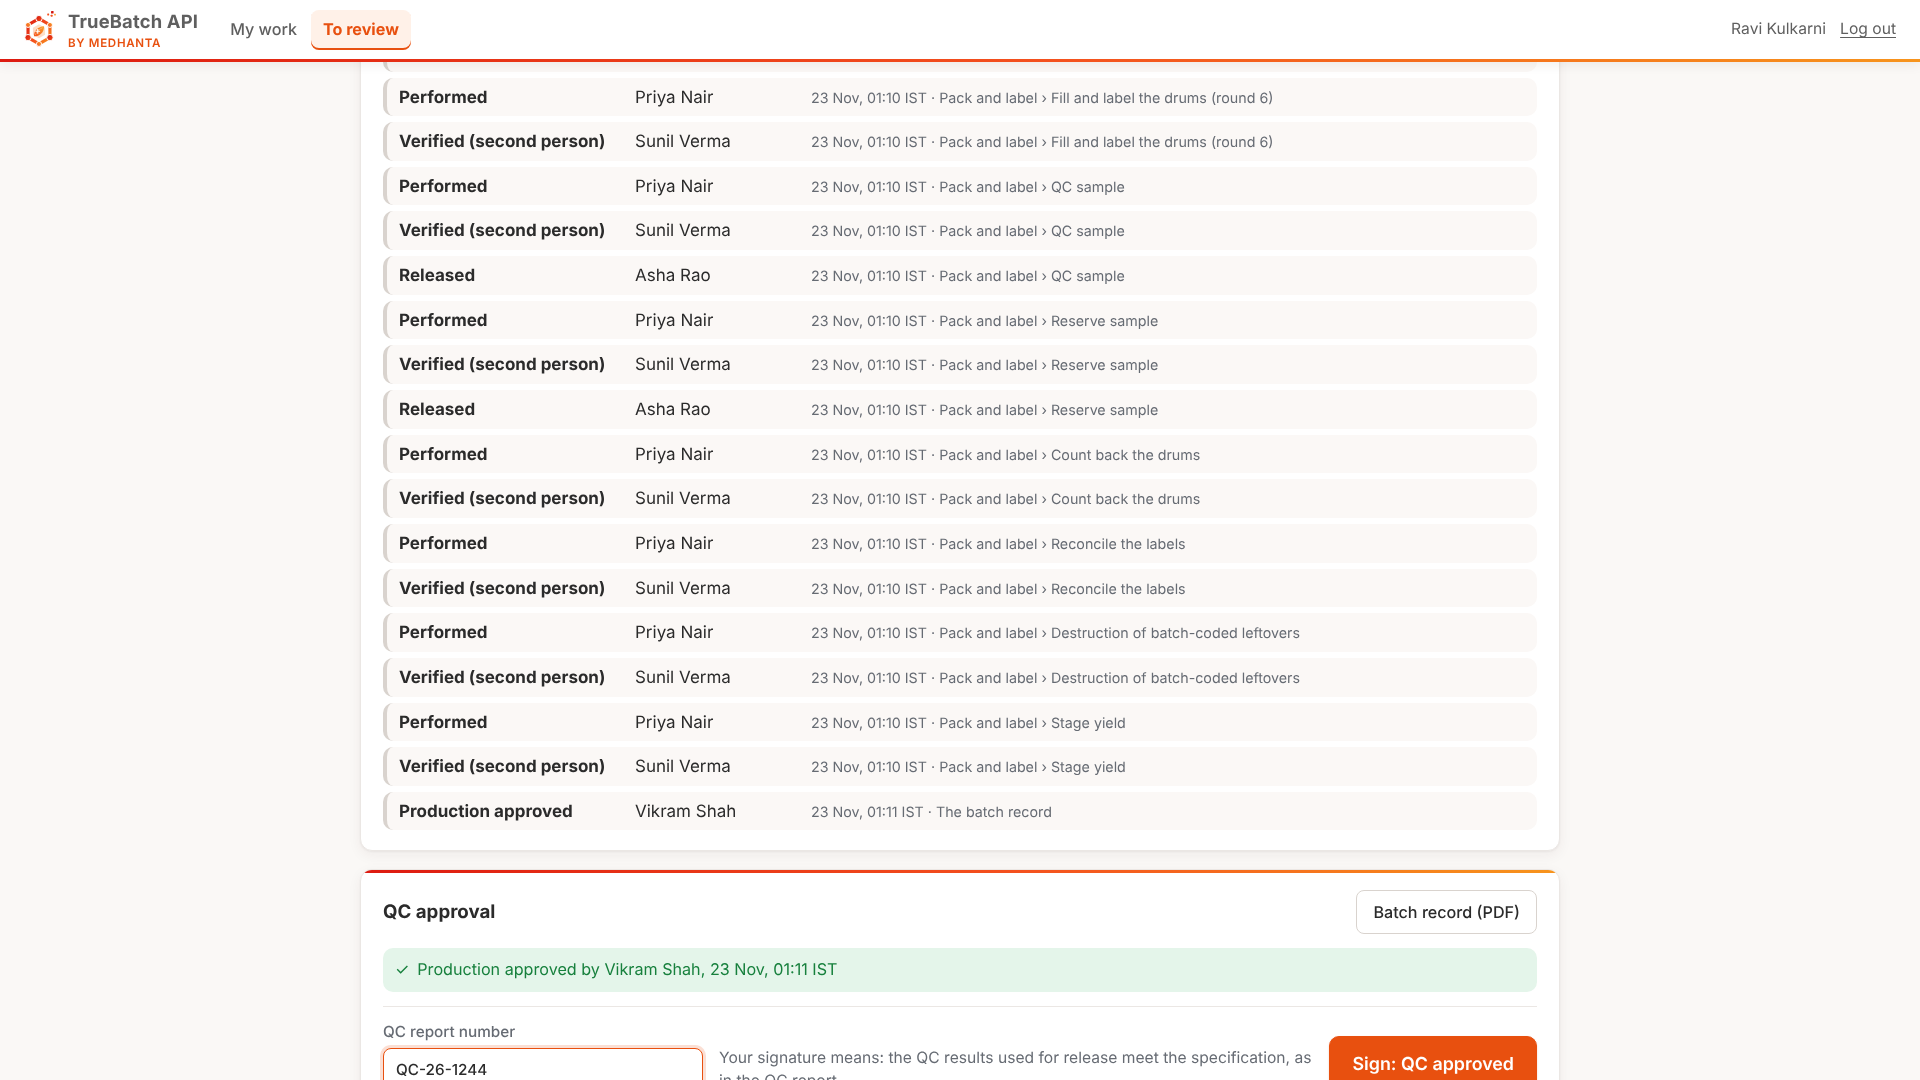 TrueBatch API
BY MEDHANTA
My work
To review
Ravi Kulkarni
Log out
Performed Priya Nair 23 Nov, 01:10 IST · Pack and label › Fill and label the drums (round 6)
Verified (second person) Sunil Verma 23 Nov, 01:10 IST · Pack and label › Fill and label the drums (round 6)
Performed Priya Nair 23 Nov, 01:10 IST · Pack and label › QC sample
Verified (second person) Sunil Verma 23 Nov, 01:10 IST · Pack and label › QC sample
Released Asha Rao 23 Nov, 01:10 IST · Pack and label › QC sample
Performed Priya Nair 23 Nov, 01:10 IST · Pack and label › Reserve sample
Verified (second person) Sunil Verma 23 Nov, 01:10 IST · Pack and label › Reserve sample
Released Asha Rao 23 Nov, 01:10 IST · Pack and label › Reserve sample
Performed Priya Nair 23 Nov, 01:10 IST · Pack and label › Count back the drums
Verified (second person) Sunil Verma 23 Nov, 01:10 IST · Pack and label › Count back the drums
Performed Priya Nair 23 Nov, 01:10 IST · Pack and label › Reconcile the labels
Verified (second person) Sunil Verma 23 Nov, 01:10 IST · Pack and label › Reconcile the labels
Performed Priya Nair 23 Nov, 01:10 IST · Pack and label › Destruction of batch-coded leftovers
Verified (second person) Sunil Verma 23 Nov, 01:10 IST · Pack and label › Destruction of batch-coded leftovers
Performed Priya Nair 23 Nov, 01:10 IST · Pack and label › Stage yield
Verified (second person) Sunil Verma 23 Nov, 01:10 IST · Pack and label › Stage yield
Production approved Vikram Shah 23 Nov, 01:11 IST · The batch record
QC approval
Batch record (PDF)
✓ Production approved by Vikram Shah, 23 Nov, 01:11 IST
QC report number
QC-26-1244
Your signature means: the QC results used for release meet the specification, as
in the QC report.
Sign: QC approved